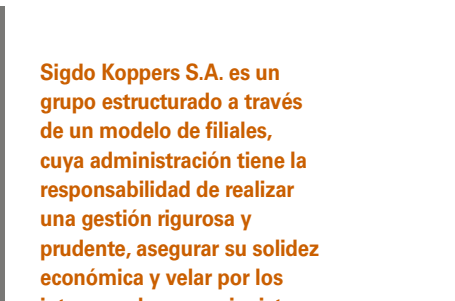 Sigdo Koppers S.A. es un
grupo estructurado a través
de un modelo de filiales,
cuya administración tiene la
responsabilidad de realizar
una gestión rigurosa y
prudente, asegurar su solidez
económica y velar por los